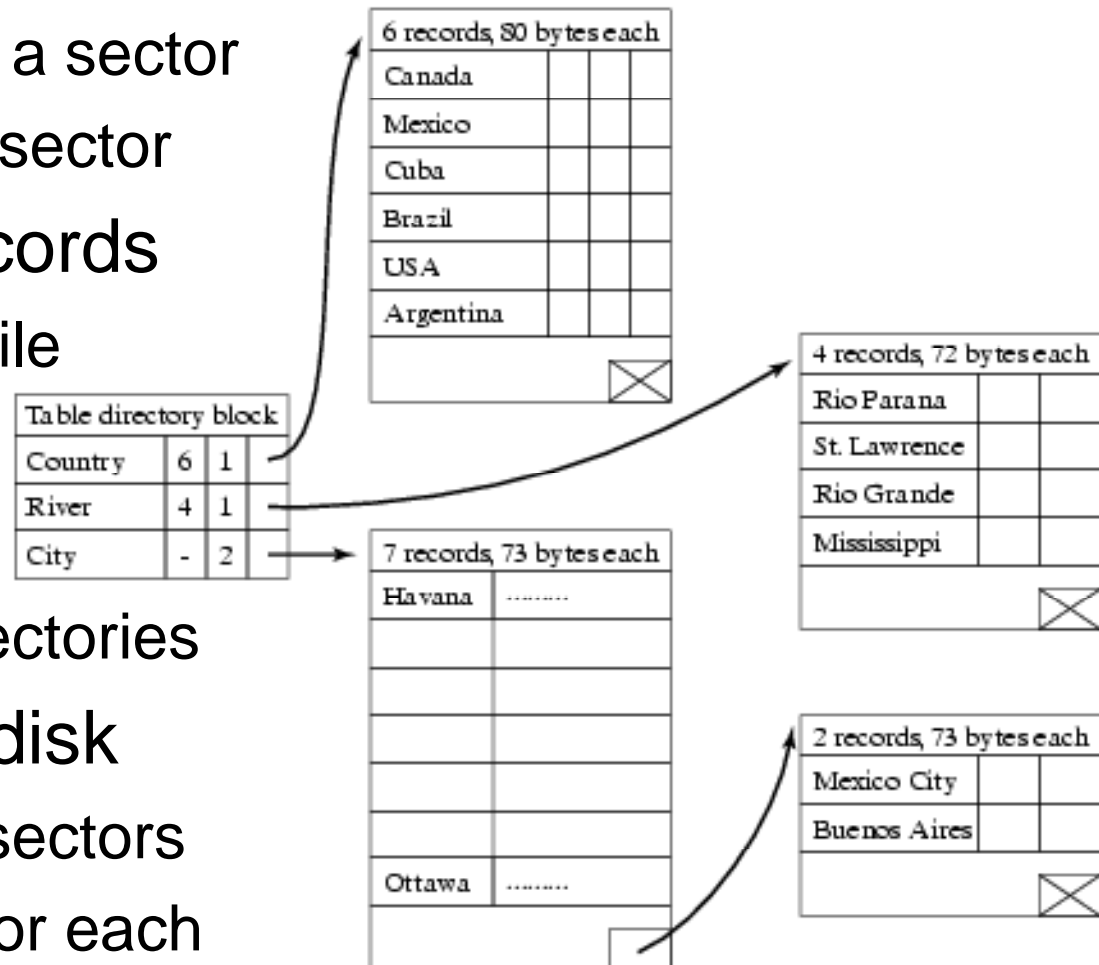 a sector
sector
cords
ile
ectories
disk
sectors
or each
6 records, 80 bytes each
Canada
Mexico
Cuba
Brazil
USA
Argentina
Table directory block
Country 6 1
River 4 1
City - 2
4 records, 72 bytes each
Rio Parana
St. Lawrence
Rio Grande
Mississippi
7 records, 73 bytes each
Havana .........
Ottawa .........
2 records, 73 bytes each
Mexico City
Buenos Aires